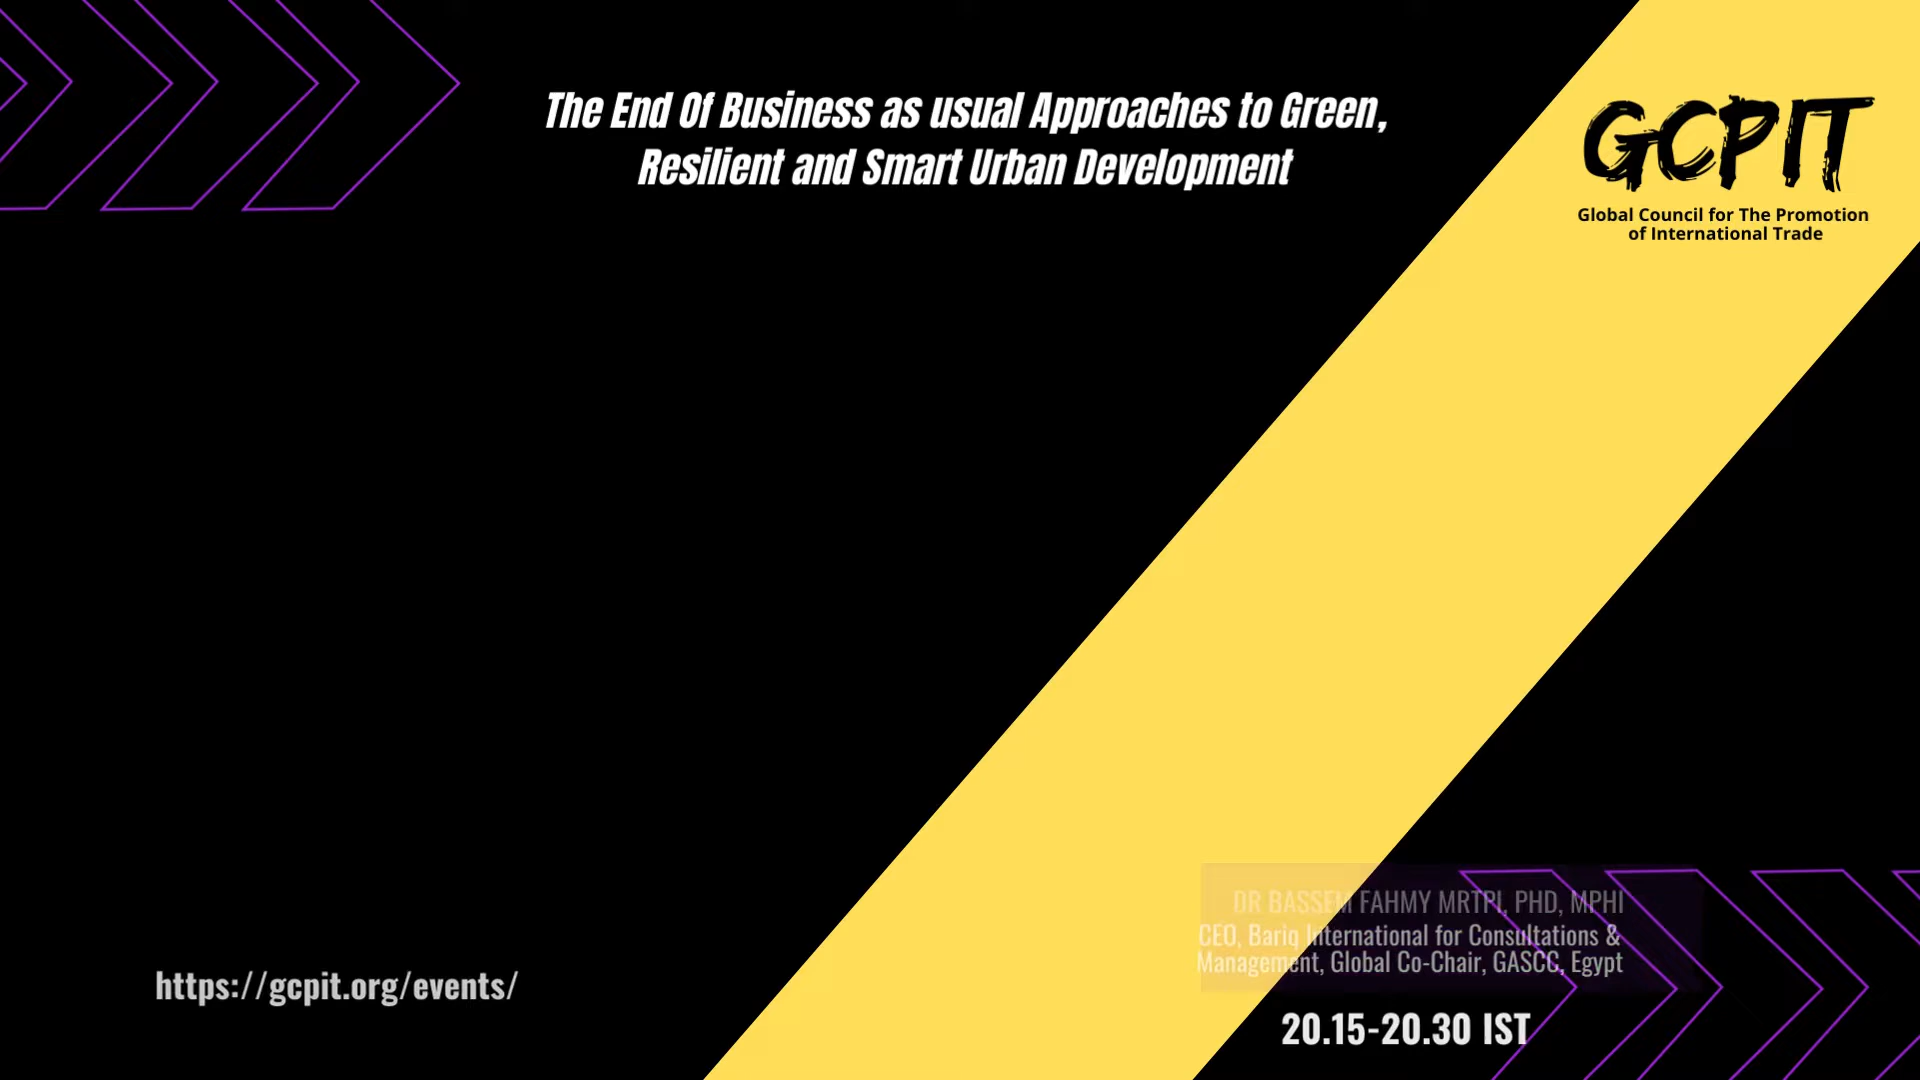 The End Of Business as usual Approaches to Green,
Resilient and Smart Urban Development
GCPIT
Global Council for The Promotion
of International Trade
DR BASSEM FAHMY MRTPI, PHD, MPHI
CEO, Bariq International for Consultations &
Management, Global Co-Chair, GASCC, Egypt
https://gcpit.org/events/
20.15-20.30 IST